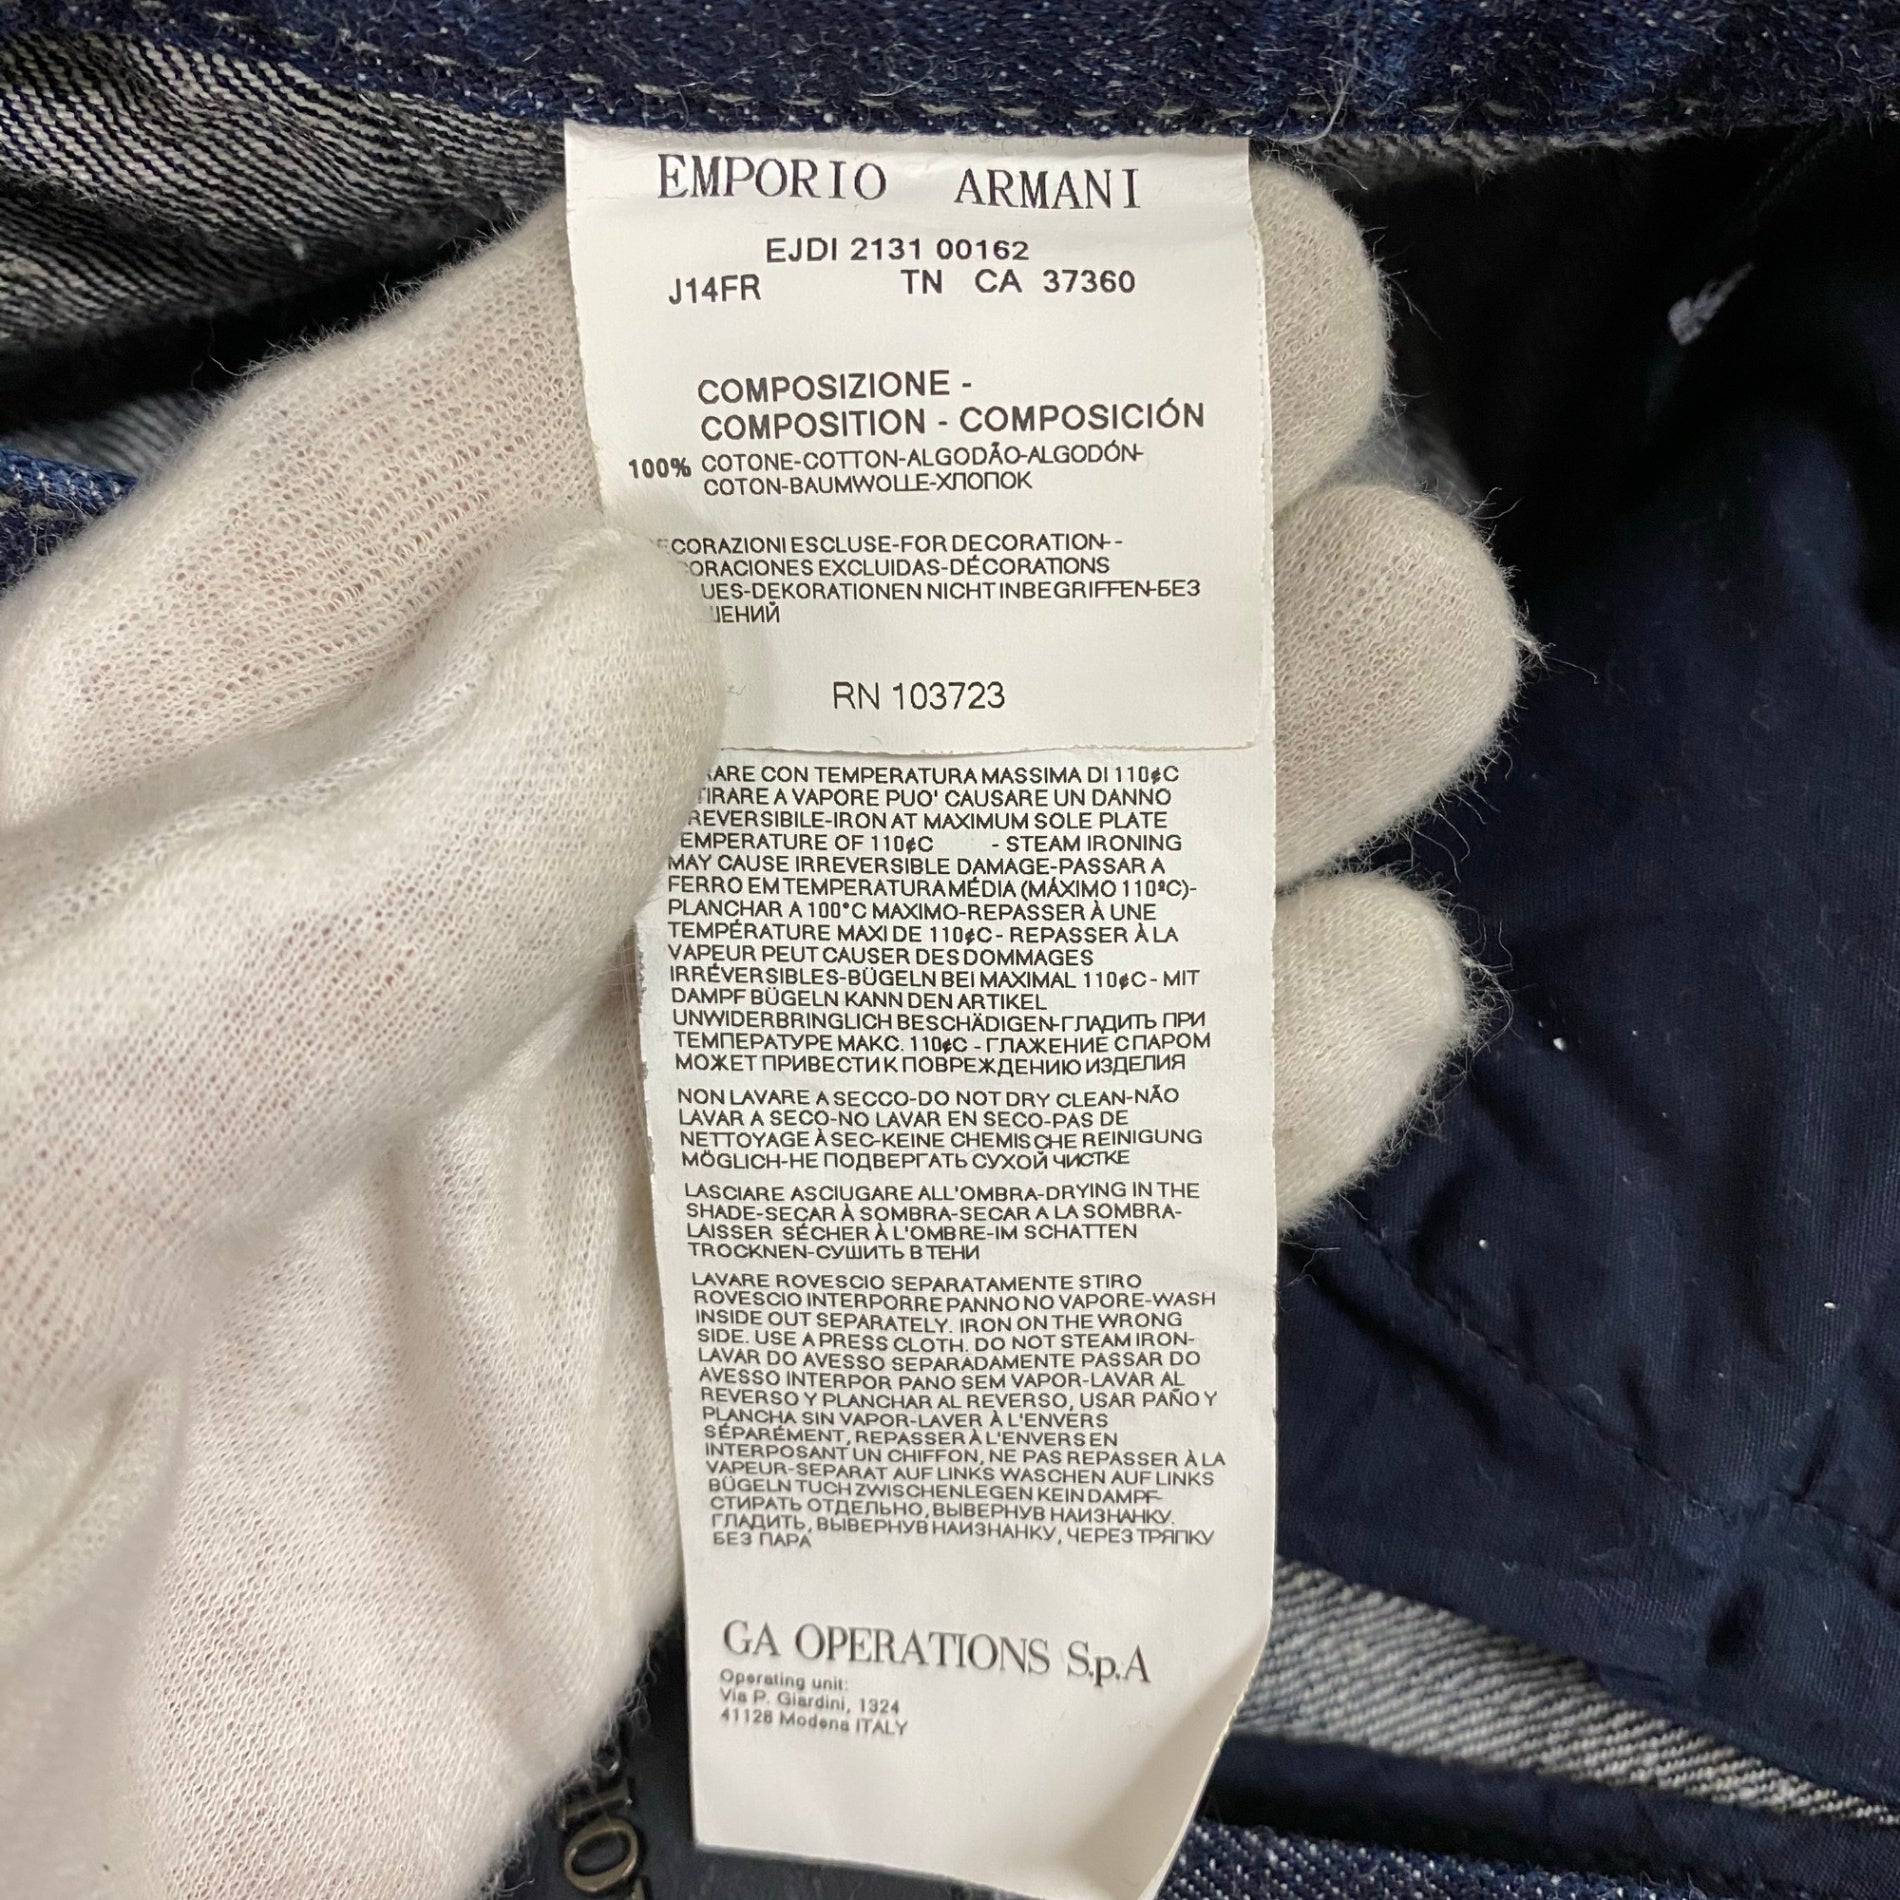 EMPORIO ARMANI
EJDI 2131 00162
J14FR TN CA 37360
COMPOSIZIONE -
COMPOSITION - COMPOSICIÓN
100% COTONE-COTTON-ALGODÃO-ALGODÓN-
COTON-BAUMWOLLE-ХЛОПОК
ECORAZIONI ESCLUSE-FOR DECORATION--
ORACIONES EXCLUIDAS-DÉCORATIONS
UES-DEKORATIONEN NICHT INBEGRIFFEN-БЕЗ
ШЕНИЙ
RN 103723
RARE CON TEMPERATURA MASSIMA DI 110¢C
TIRARE A VAPORE PUO' CAUSARE UN DANNO
REVERSIBILE-IRON AT MAXIMUM SOLE PLATE
EMPERATURE OF 110¢C - STEAM IRONING
MAY CAUSE IRREVERSIBLE DAMAGE-PASSAR A
FERRO EM TEMPERATURA MÉDIA (MÁXIMO 110ºC)-
PLANCHAR A 100°C MAXIMO-REPASSER À UNE
TEMPÉRATURE MAXI DE 110¢C- REPASSER À LA
VAPEUR PEUT CAUSER DES DOMMAGES
IRRÉVERSIBLES-BÜGELN BEI MAXIMAL 110¢C - MIT
DAMPF BÜGELN KANN DEN ARTIKEL
UNWIDERBRINGLICH BESCHÄDIGEN-ГЛАДИТЬ ПРИ
ТЕМПЕРАТУРЕ МАКС. 110¢C - ГЛАЖЕНИЕ С ПАРОМ
МОЖЕТ ПРИВЕСТИ К ПОВРЕЖДЕНИЮ ИЗДЕЛИЯ
NON LAVARE A SECCO-DO NOT DRY CLEAN-NÃO
LAVAR A SECO-NO LAVAR EN SECO-PAS DE
NETTOYAGE À SEC-KEINE CHEMISCHE REINIGUNG
MÖGLICH-НЕ ПОДВЕРГАТЬ СУХОЙ ЧИСТКЕ
LASCIARE ASCIUGARE ALL'OMBRA-DRYING IN THE
SHADE-SECAR À SOMBRA-SECAR A LA SOMBRA-
LAISSER SÉCHER À L'OMBRE-IM SCHATTEN
TROCKNEN-СУШИТЬ В ТЕНИ
LAVARE ROVESCIO SEPARATAMENTE STIRO
ROVESCIO INTERPORRE PANNO NO VAPORE-WASH
INSIDE OUT SEPARATELY. IRON ON THE WRONG
SIDE. USE A PRESS CLOTH. DO NOT STEAM IRON-
LAVAR DO AVESSO SEPARADAMENTE PASSAR DO
AVESSO INTERPOR PANO SEM VAPOR-LAVAR AL
REVERSO Y PLANCHAR AL REVERSO, USAR PAÑO Y
PLANCHA SIN VAPOR-LAVER À L'ENVERS
SÉPARÉMENT, REPASSER À L'ENVERS EN
INTERPOSANT UN CHIFFON, NE PAS REPASSER À LA
VAPEUR-SEPARAT AUF LINKS WASCHEN AUF LINKS
BÜGELN TUCH ZWISCHENLEGEN KEIN DAMPF-
СТИРАТЬ ОТДЕЛЬНО, ВЫВЕРНУВ НАИЗНАНКУ.
ГЛАДИТЬ, ВЫВЕРНУВ НАИЗНАНКУ, ЧЕРЕЗ ТРЯПКУ
БЕЗ ПАРА
GA OPERATIONS S.p.A
Operating unit:
Via P. Giardini, 1324
41126 Modena ITALY